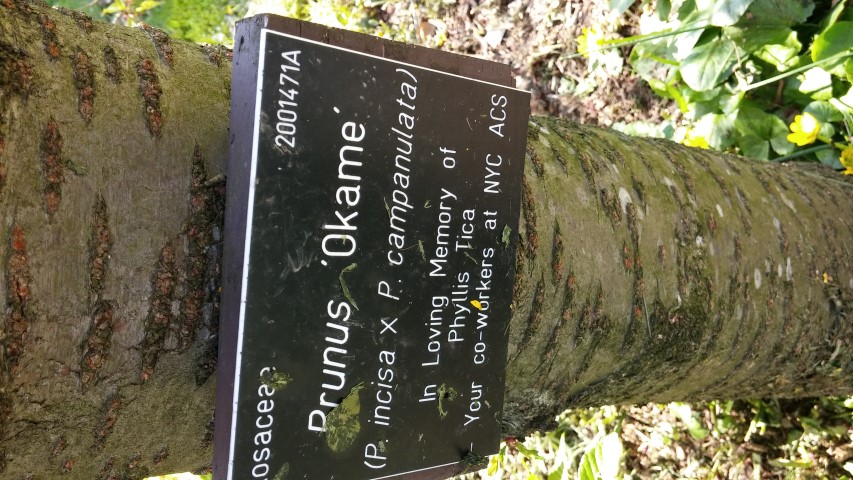 osaceae 2001471A
Prunus 'Okame'
(P. incisa x P. campanulata)
In Loving Memory of
Phyllis Tica
- Your co-workers at NYC ACS